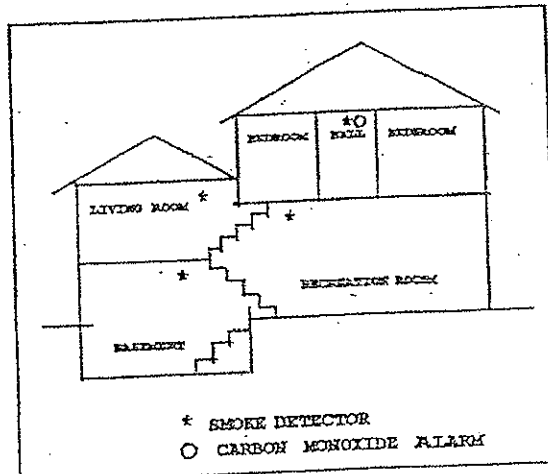 BEDROOM HALL BEDROOM
* O
LIVING ROOM *
*
*
RECREATION ROOM
BASEMENT
* SMOKE DETECTOR
O CARBON MONOXIDE ALARM